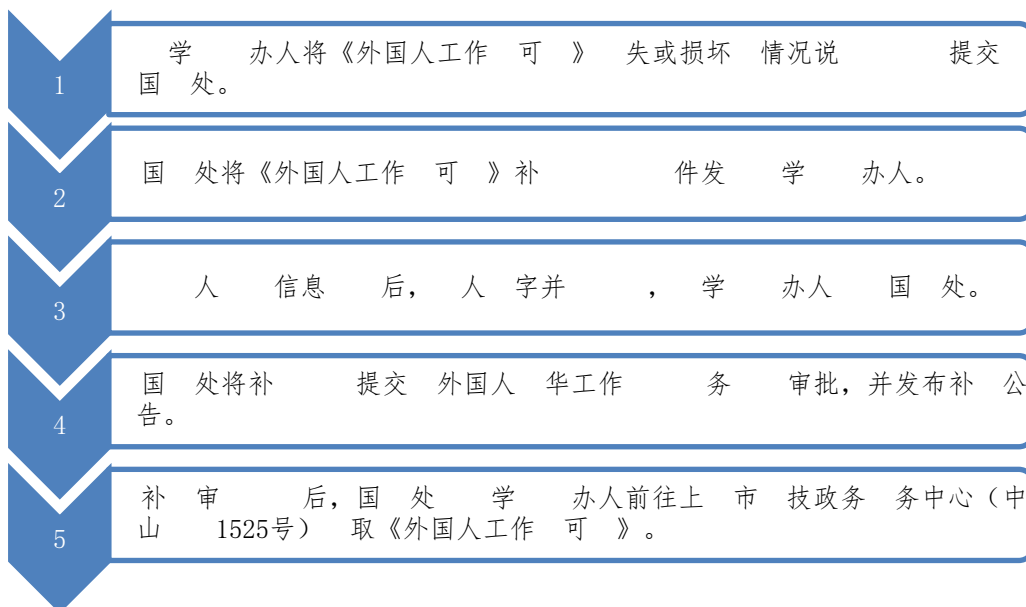 1
学 办人将《外国人工作 可 》 失或损坏 情况说 提交
国 处。
2
国 处将《外国人工作 可 》补 件发 学 办人。
3
人 信息 后， 人 字并 ， 学 办人 国 处。
4
国 处将补 提交 外国人 华工作 务 审批，并发布补 公
告。
5
补 审 后，国 处 学 办人前往上 市 技政务 务中心（中
山 1525号） 取《外国人工作 可 》。